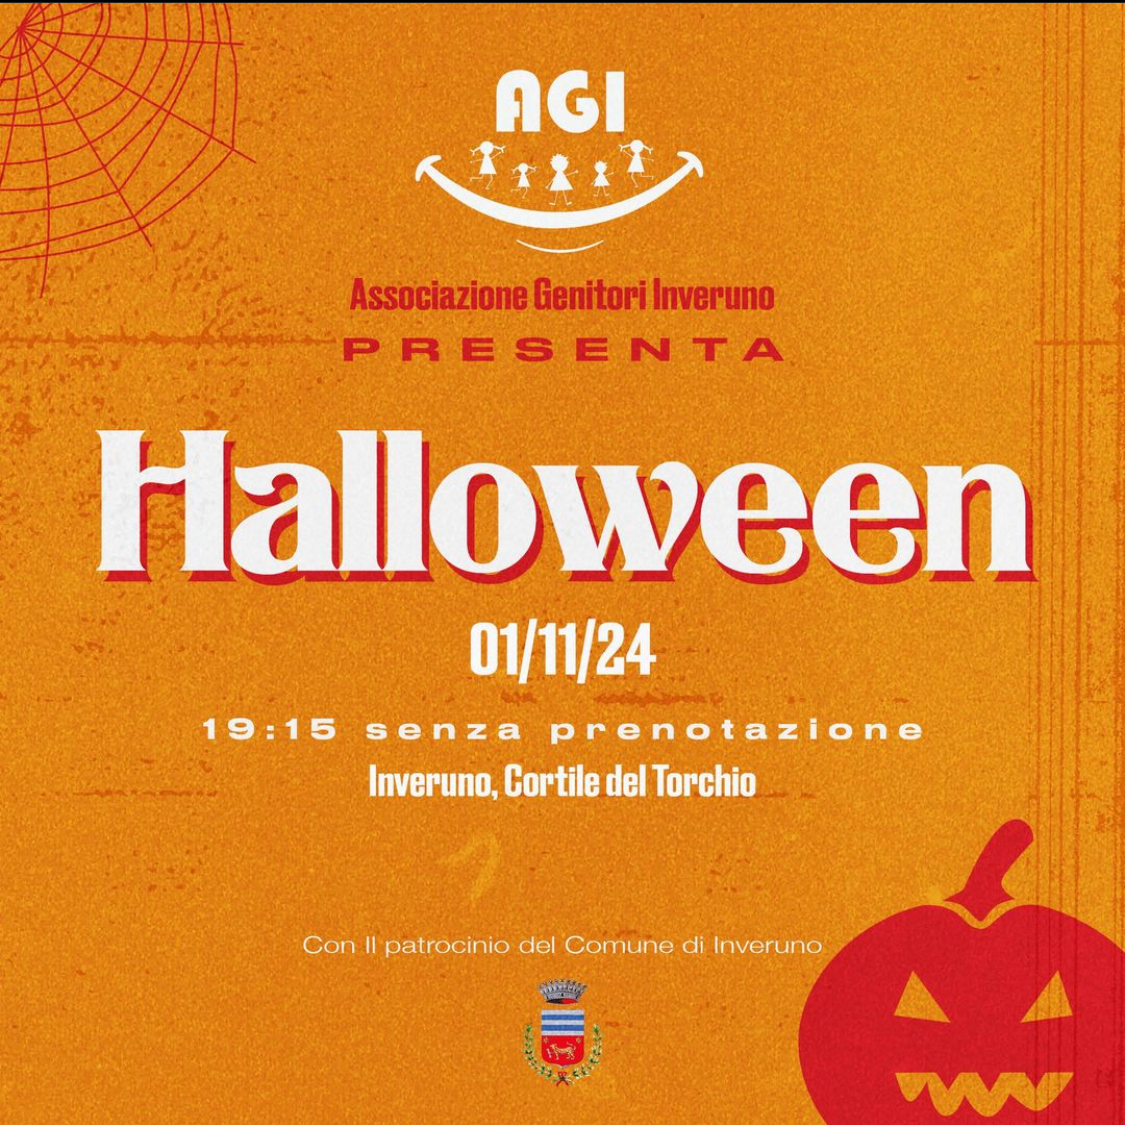 AGI
Associazione Genitori Inveruno
PRESENTA
Halloween
01/11/24
19:15 senza prenotazione
Inveruno, Cortile del Torchio
Con Il patrocinio del Comune di Inveruno